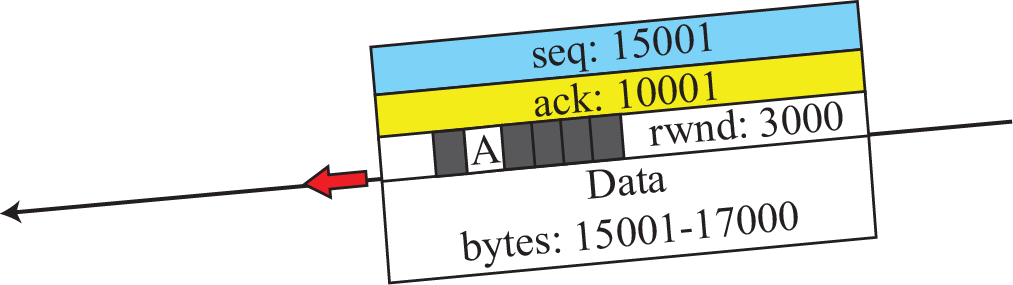 seq: 15001
ack: 10001
A rwnd: 3000
Data
bytes: 15001-17000